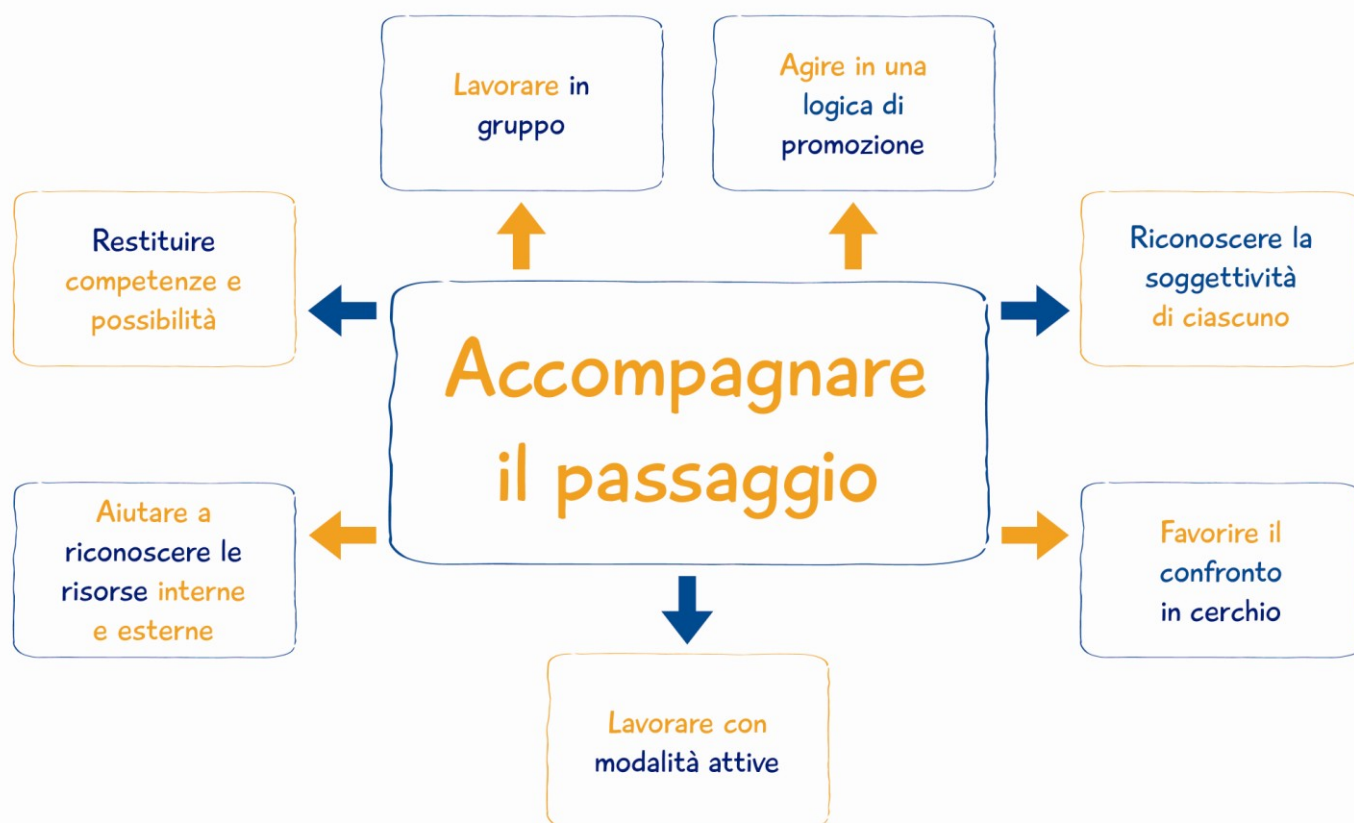 Lavorare in
gruppo
Agire in una
logica di
promozione
Restituire
competenze e
possibilità
Riconoscere la
soggettività
di ciascuno
Accompagnare
il passaggio
Aiutare a
riconoscere le
risorse interne
e esterne
Favorire il
confronto
in cerchio
Lavorare con
modalità attive